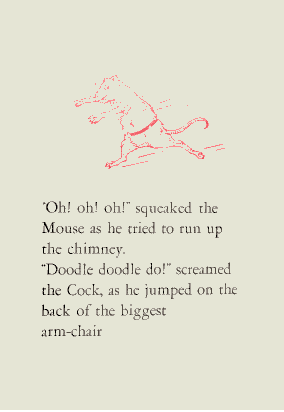 "Oh! oh! oh!" squeaked the
Mouse as he tried to run up
the chimney.
"Doodle doodle do!" screamed
the Cock, as he jumped on the
back of the biggest
arm-chair